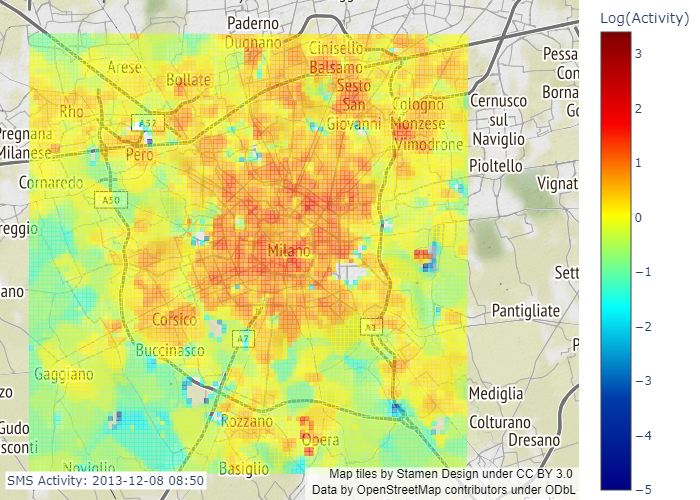 Paderno
Dugnano
Cinisello
Balsamo
Arese
Bollate
Sesto
San
Giovanni
Rho
A52
Cologno
Monzese
Vimodrone
Cernusco
sul
Naviglio
Pessa
Con
Borna
Go
Pregnana
Milanese
Pero
Pioltello
Cornaredo
A50
Vignat
reggio
Milano
Sett
ano
Pantigliate
Corsico
A7
A1
P
Buccinasco
Gaggiano
zo
Mediglia
Gudo
sconti
Rozzano
Opera
Colturano
Dresano
Noviglio
Basiglio
SMS Activity: 2013-12-08 08:50
Map tiles by Stamen Design under CC BY 3.0
Data by OpenStreetMap contributors under ODbL
Log(Activity)
3
2
1
0
−1
−2
−3
−4
−5